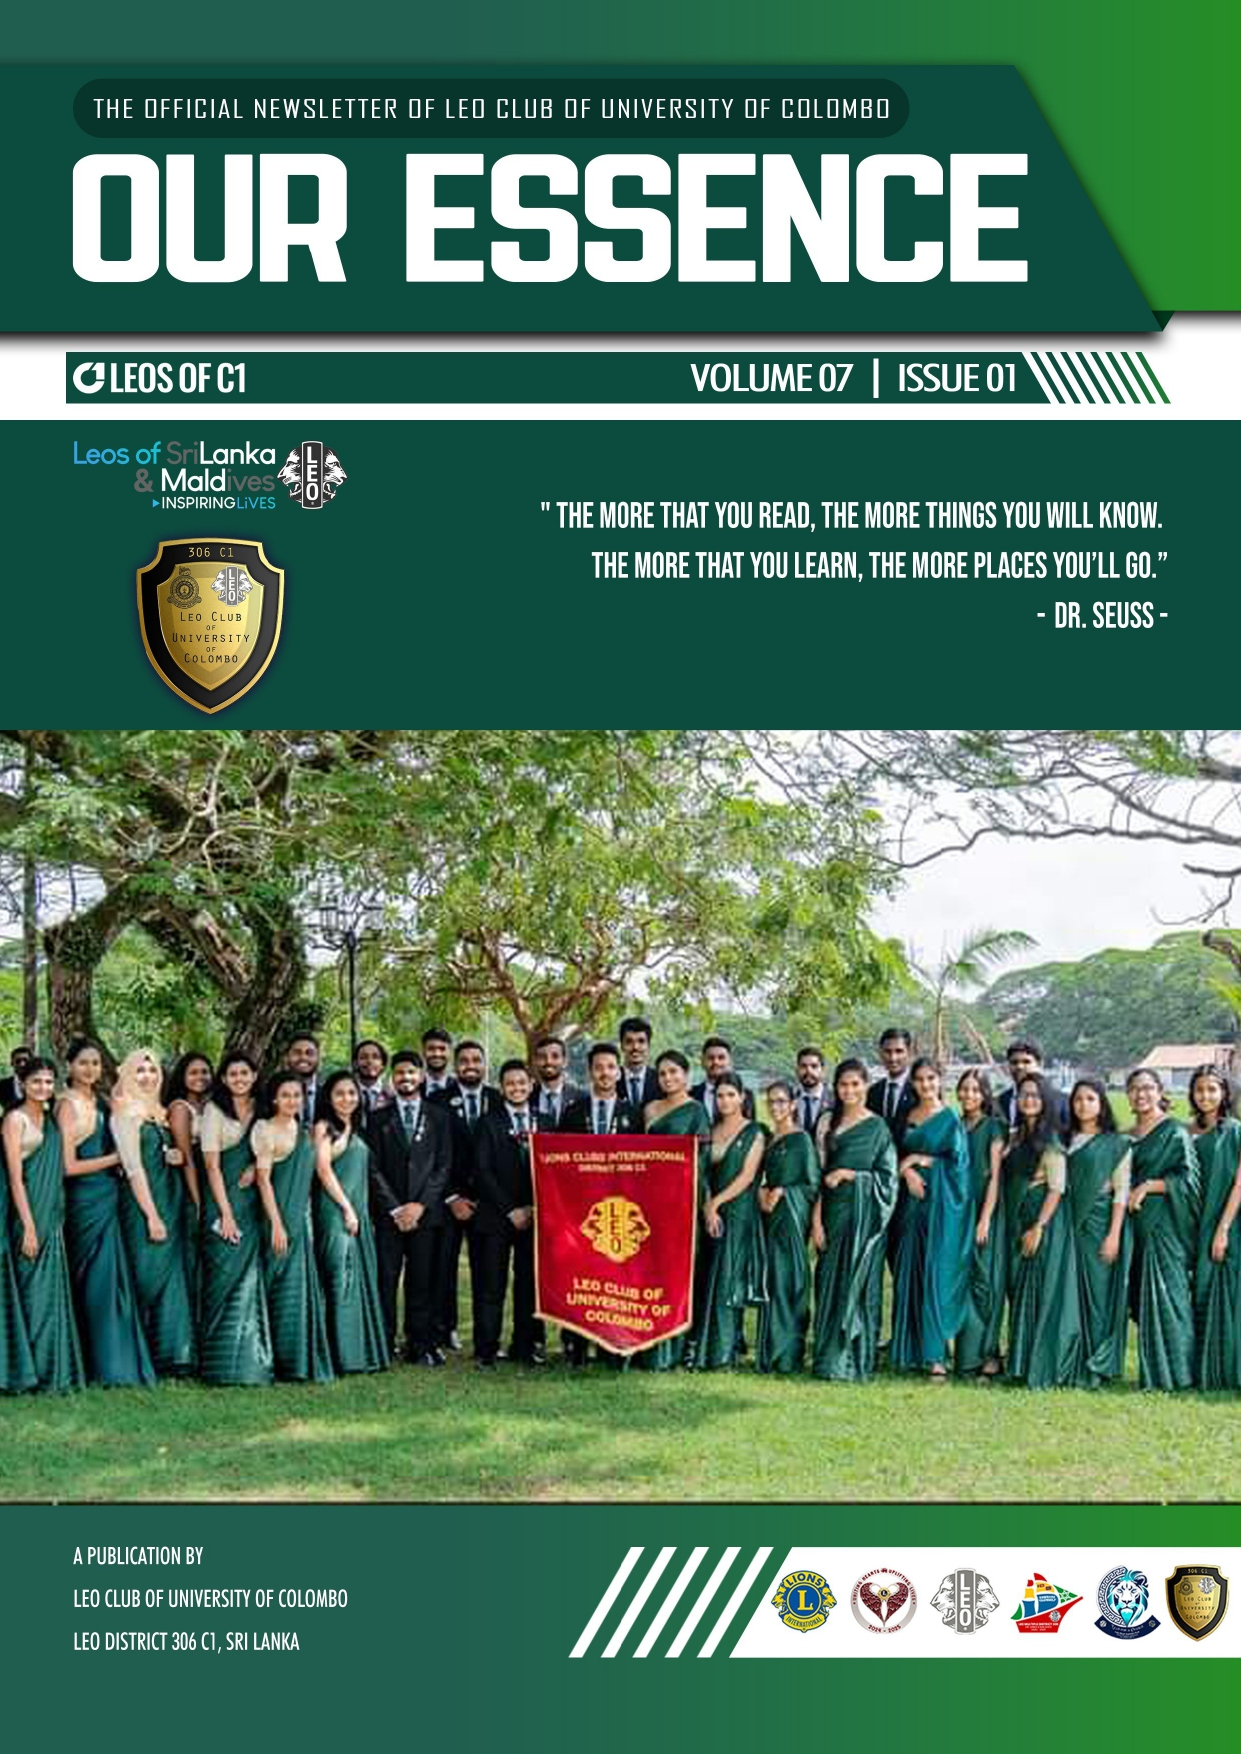 THE OFFICIAL NEWSLETTER OF LEO CLUB OF UNIVERSITY OF COLOMBO
OUR ESSENCE
LEOS OF C1
VOLUME 07 | ISSUE 01
Leos of SriLanka
& Maldives
INSPIRING LiVES
LEO
306 C1
LEO
LEO CLUB
OF
UNIVERSITY
OF
COLOMBO
" THE MORE THAT YOU READ, THE MORE THINGS YOU WILL KNOW.
THE MORE THAT YOU LEARN, THE MORE PLACES YOU'LL GO.”
- DR. SEUSS -
LIONS CLUBS INTERNATIONAL
DISTRICT 306 C1
LEO
LEO CLUB OF
UNIVERSITY OF
COLOMBO
A PUBLICATION BY
LEO CLUB OF UNIVERSITY OF COLOMBO
LEO DISTRICT 306 C1, SRI LANKA
LIONS
L
INTERNATIONAL
2024 - 2025
LEO
306 C1
LEO CLUB
OF
UNIVERSITY
OF
COLOMBO